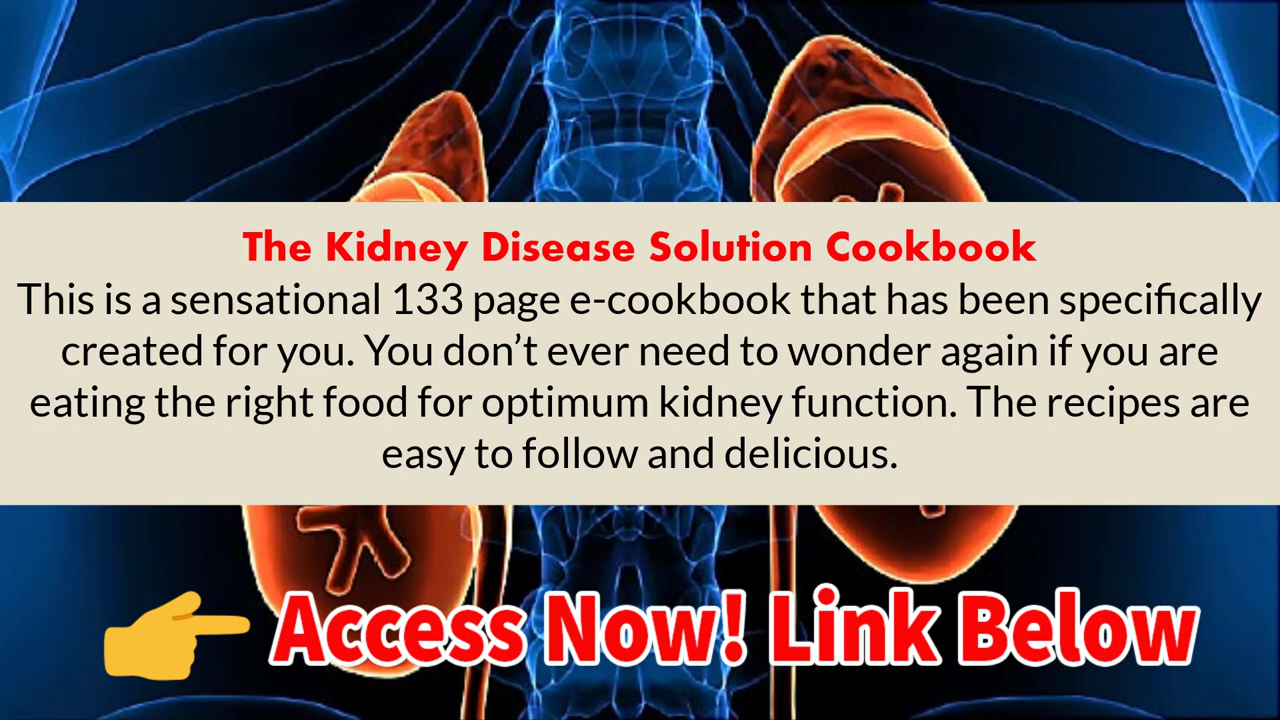 The Kidney Disease Solution Cookbook
This is a sensational 133 page e-cookbook that has been specifically
created for you. You don’t ever need to wonder again if you are
eating the right food for optimum kidney function. The recipes are
easy to follow and delicious.
Access Now! Link Below